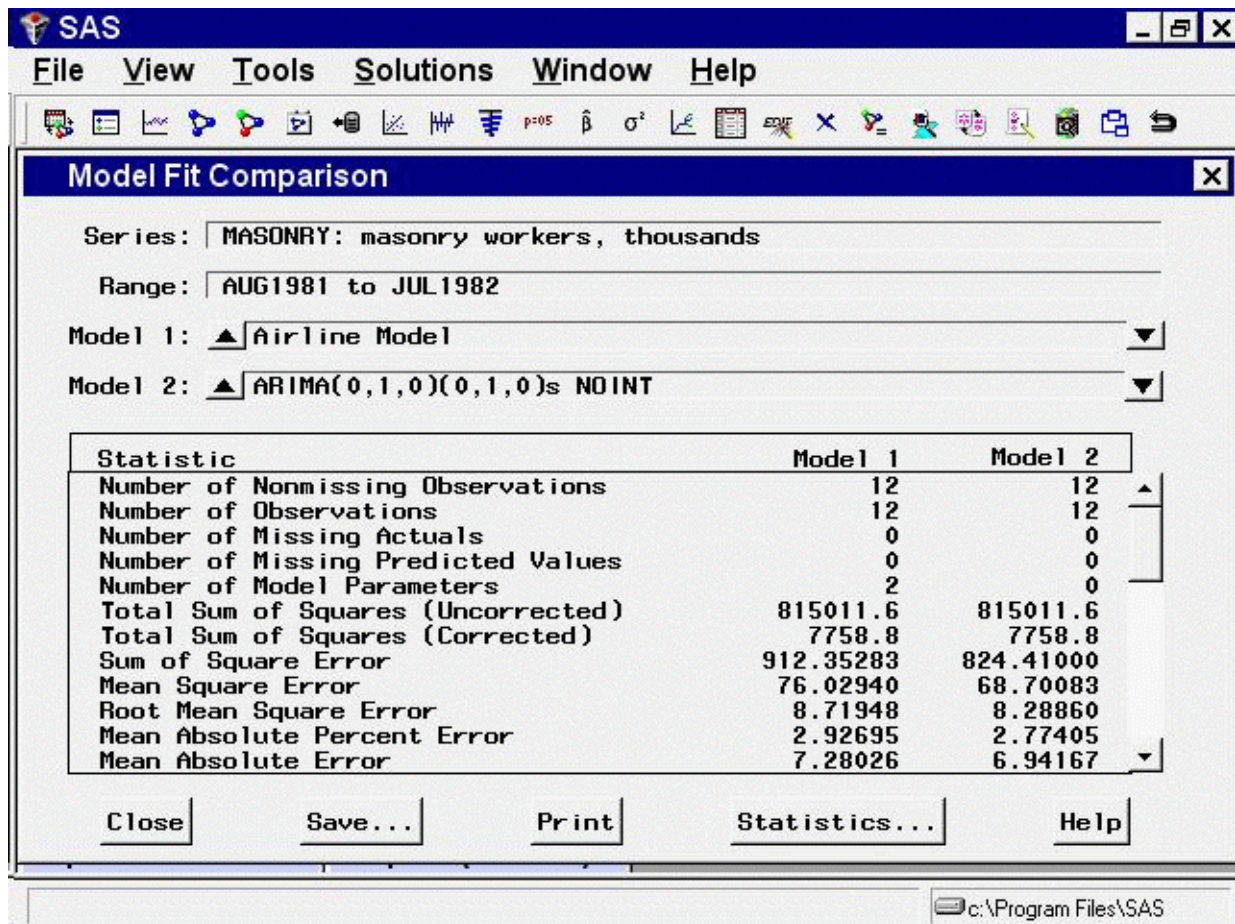 SAS
File View Tools Solutions Window Help
p=05 β̂ σ²
Model Fit Comparison
Series: MASONRY: masonry workers, thousands
Range: AUG1981 to JUL1982
Model 1: Airline Model
Model 2: ARIMA(0,1,0)(0,1,0)s NOINT
Statistic Model 1 Model 2
Number of Nonmissing Observations 12 12
Number of Observations 12 12
Number of Missing Actuals 0 0
Number of Missing Predicted Values 0 0
Number of Model Parameters 2 0
Total Sum of Squares (Uncorrected) 815011.6 815011.6
Total Sum of Squares (Corrected) 7758.8 7758.8
Sum of Square Error 912.35283 824.41000
Mean Square Error 76.02940 68.70083
Root Mean Square Error 8.71948 8.28860
Mean Absolute Percent Error 2.92695 2.77405
Mean Absolute Error 7.28026 6.94167
Close Save... Print Statistics... Help
c:\Program Files\SAS